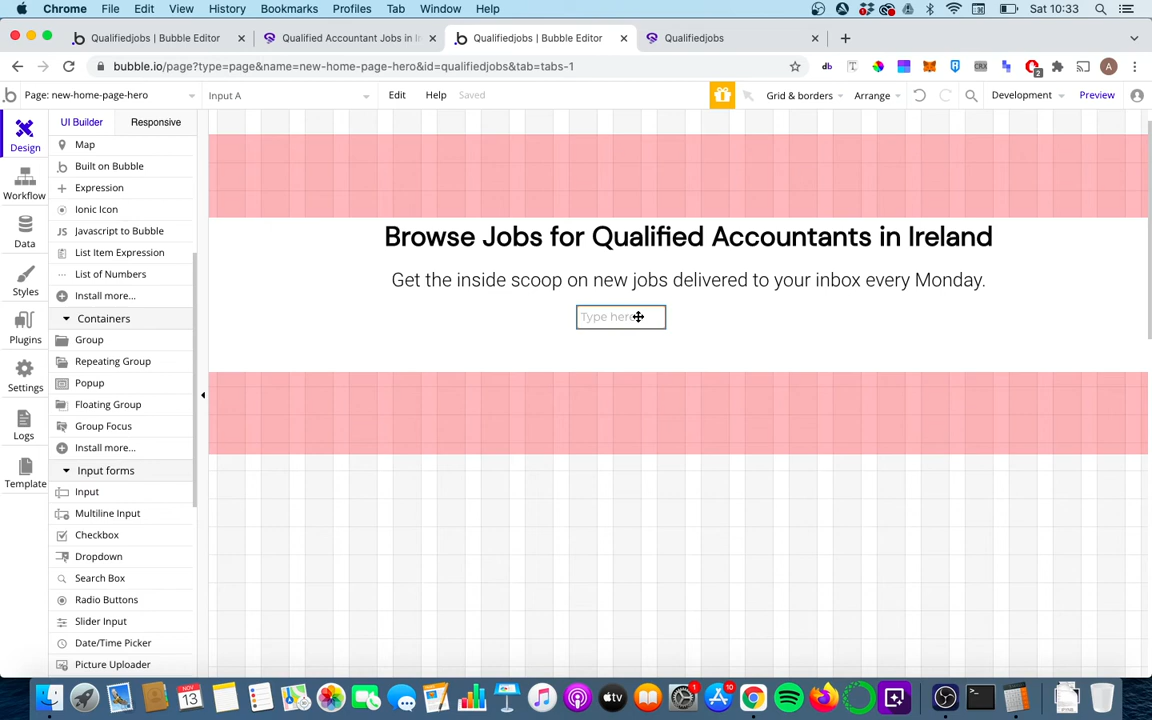 Chrome File Edit View History Bookmarks Profiles Tab Window Help Sat 10:33
Qualifiedjobs | Bubble Editor Qualified Accountant Jobs in I Qualifiedjobs | Bubble Editor Qualifiedjobs
bubble.io/page?type=page&name=new-home-page-hero&id=qualifiedjobs&tab=tabs-1
Page: new-home-page-hero Input A Edit Help Saved Grid & borders Arrange Development Preview
UI Builder Responsive
Design
Workflow
Data
Styles
Plugins
Settings
Logs
Template
Map
Built on Bubble
Expression
Ionic Icon
Javascript to Bubble
List Item Expression
List of Numbers
Install more...
Containers
Group
Repeating Group
Popup
Floating Group
Group Focus
Install more...
Input forms
Input
Multiline Input
Checkbox
Dropdown
Search Box
Radio Buttons
Slider Input
Date/Time Picker
Picture Uploader
Browse Jobs for Qualified Accountants in Ireland
Get the inside scoop on new jobs delivered to your inbox every Monday.
Type here
NOV
13
tv
1
10